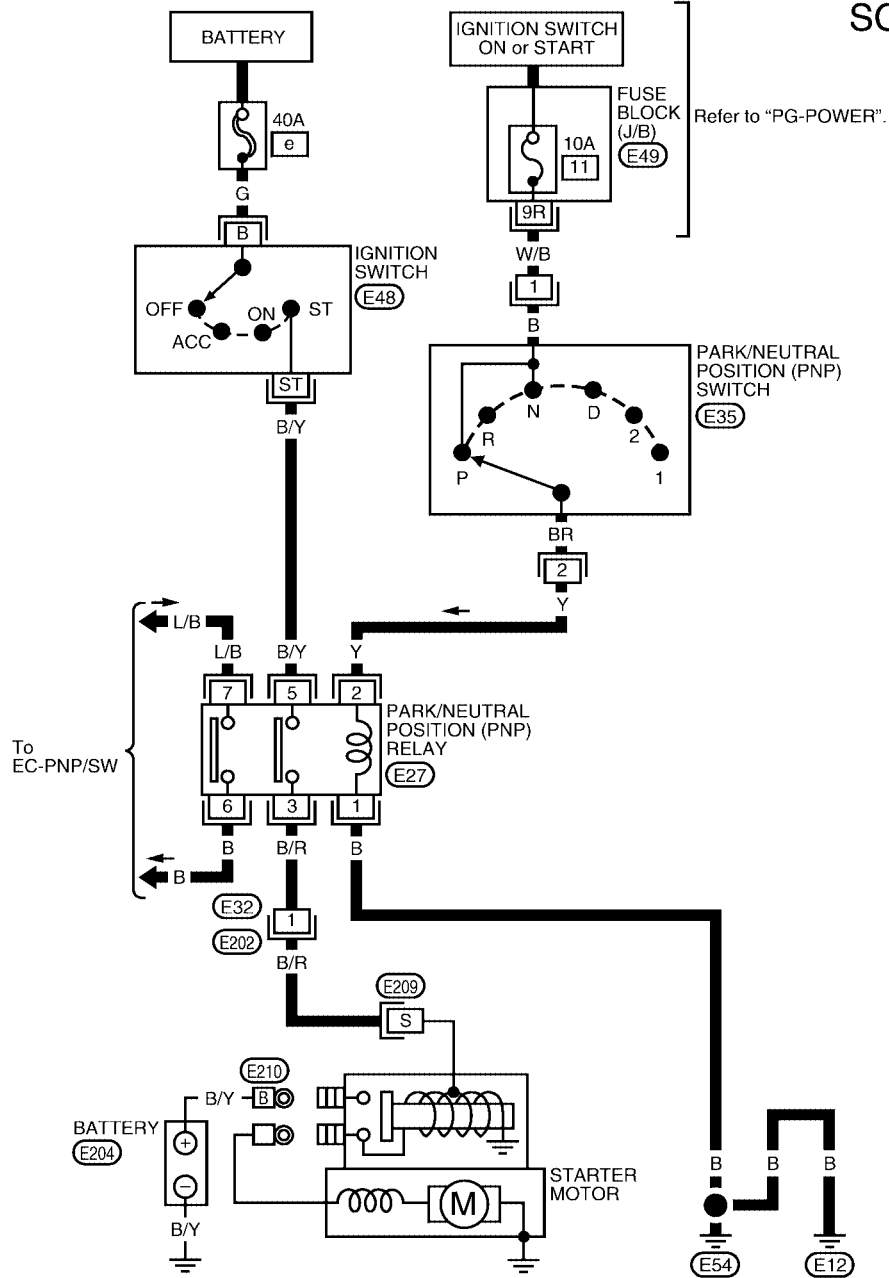 SC
BATTERY
IGNITION SWITCH
ON or START
40A
e
FUSE
BLOCK
(J/B)
E49
Refer to "PG-POWER".
10A
11
G
B
9R
W/B
IGNITION
SWITCH
E48
OFF
ACC
ON
ST
1
B
ST
B/Y
PARK/NEUTRAL
POSITION (PNP)
SWITCH
E35
P
R
N
D
2
1
BR
2
Y
L/B
L/B
B/Y
Y
7
5
2
PARK/NEUTRAL
POSITION (PNP)
RELAY
E27
To
EC-PNP/SW
6
3
1
B
B/R
B
B
E32
1
E202
B/R
E209
S
E210
B/Y
B
BATTERY
E204
+
−
B/Y
M
STARTER
MOTOR
B
B
B
E54
E12